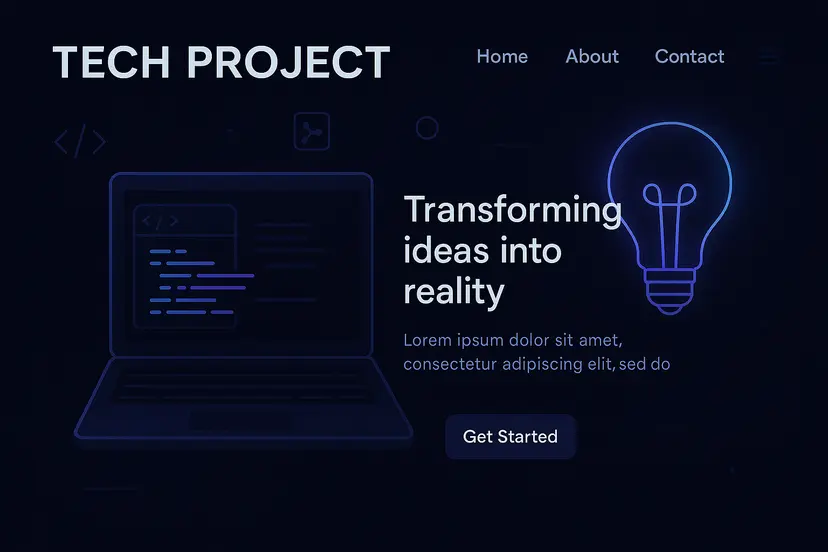 TECH PROJECT
Home About Contact
</>
</>
Transforming
ideas into
reality
Lorem ipsum dolor sit amet,
consectetur adipiscing elit, sed do
Get Started